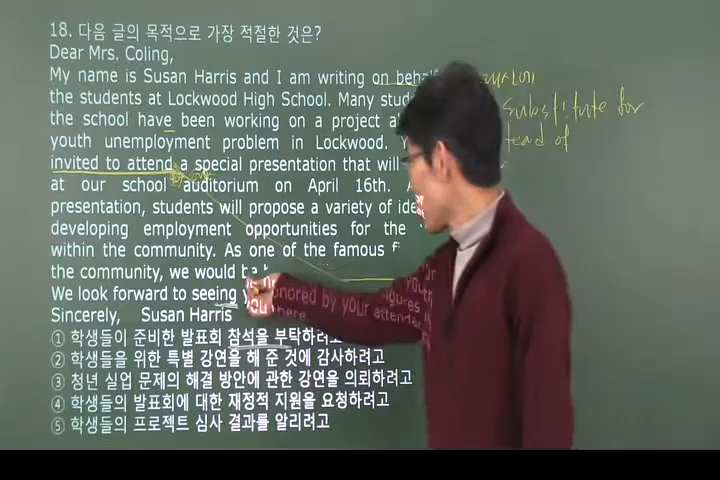 18. 다음 글의 목적으로 가장 적절한 것은?
Dear Mrs. Coling,
My name is Susan Harris and I am writing on behalf
the students at Lockwood High School. Many
the school have been working on a project
youth unemployment problem in Lockwood.
invited to attend a special presentation that will
at our school auditorium on April 16th.
presentation, students will propose a variety of
developing employment opportunities for the
within the community. As one of the famous figures
the community, we would be honored by your
We look forward to seeing you there.
Sincerely, Susan Harris
① 학생들이 준비한 발표회 참석을 부탁하려고
② 학생들을 위한 특별 강연을 해 준 것에 감사하려고
③ 청년 실업 문제의 해결 방안에 관한 강연을 의뢰하려고
④ 학생들의 발표회에 대한 재정적 지원을 요청하려고
⑤ 학생들의 프로젝트 심사 결과를 알리려고
Substitute for
of